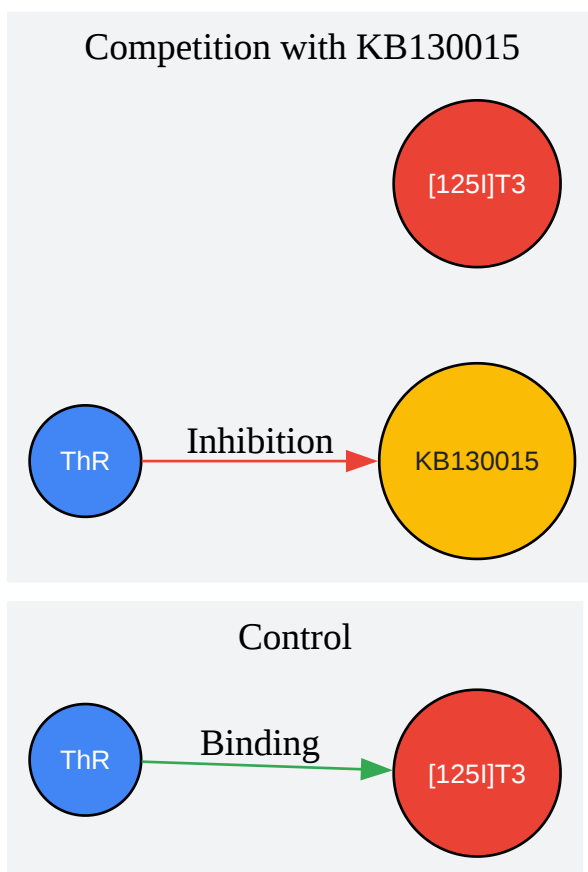 Competition with KB130015
[125I]T3
Inhibition
ThR
KB130015
Control
Binding
ThR
[125I]T3